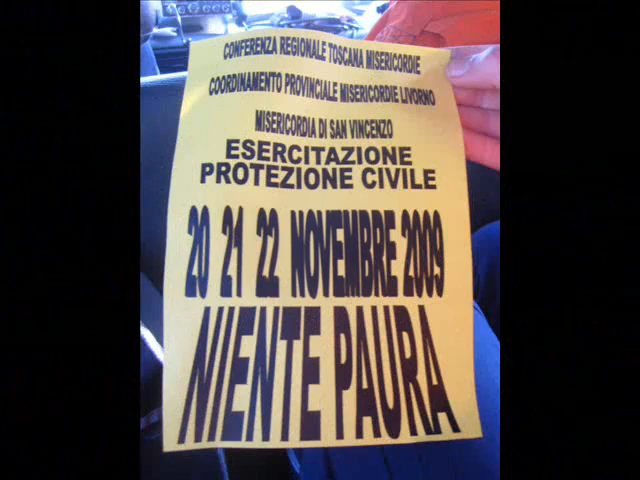 CONFERENZA REGIONALE TOSCANA MISERICORDIE
COORDINAMENTO PROVINCIALE MISERICORDIE LIVORNO
MISERICORDIA DI SAN VINCENZO
ESERCITAZIONE
PROTEZIONE CIVILE
20 21 22 NOVEMBRE 2009
NIENTE PAURA